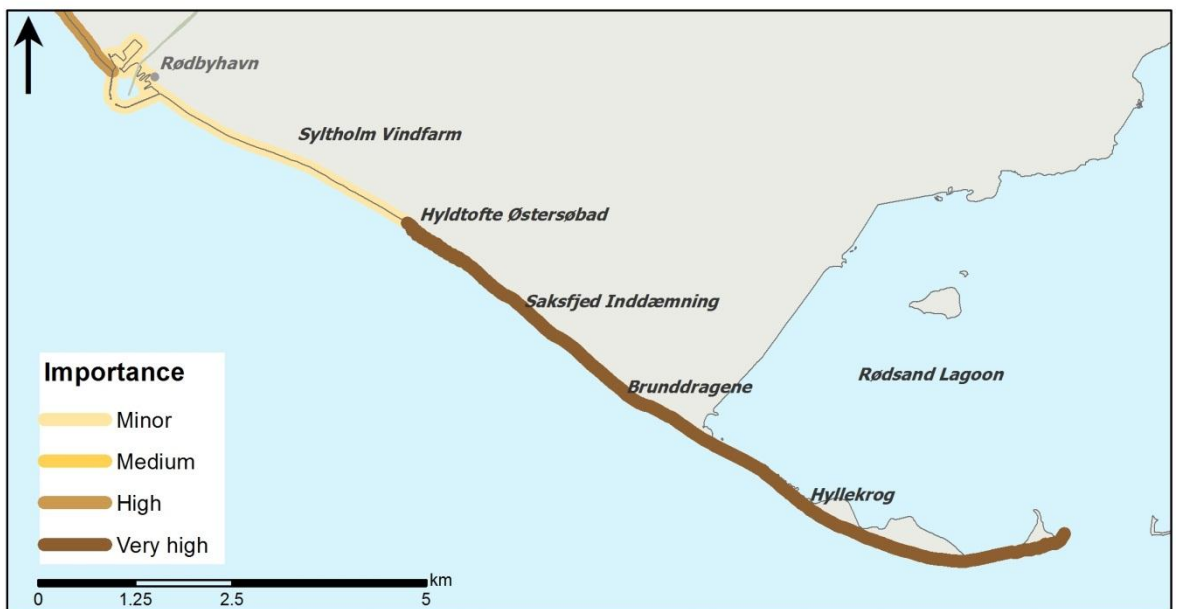 Rødbyhavn
Syltholm Vindfarm
Hyldtofte Østersøbad
Saksfjed Inddæmning
Brunddragene
Rødsand Lagoon
Hyllekrog
Importance
Minor
Medium
High
Very high
km
0 1.25 2.5 5